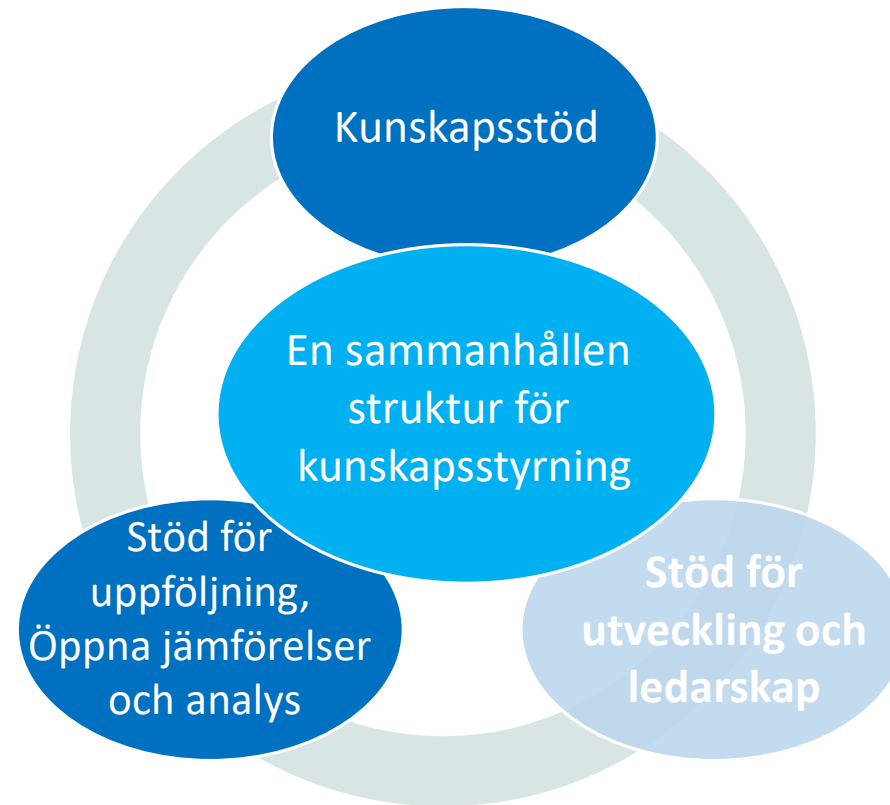 Kunskapsstöd
En sammanhållen
struktur för
kunskapsstyrning
Stöd för
uppföljning,
Öppna jämförelser
och analys
Stöd för
utveckling och
ledarskap